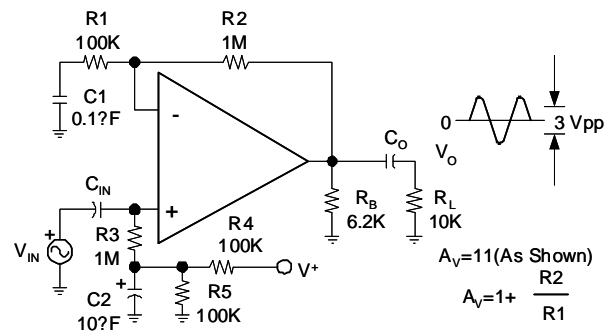 R1
100K
R2
1M
C1
0.1?F
-
+
C_IN
V_IN
+
R3
1M
+
C2
10?F
R4
100K
R5
100K
V+
C_O
R_B
6.2K
R_L
10K
0
V_O
3 Vpp
A_V=11(As Shown)
A_V=1+ R2
R1